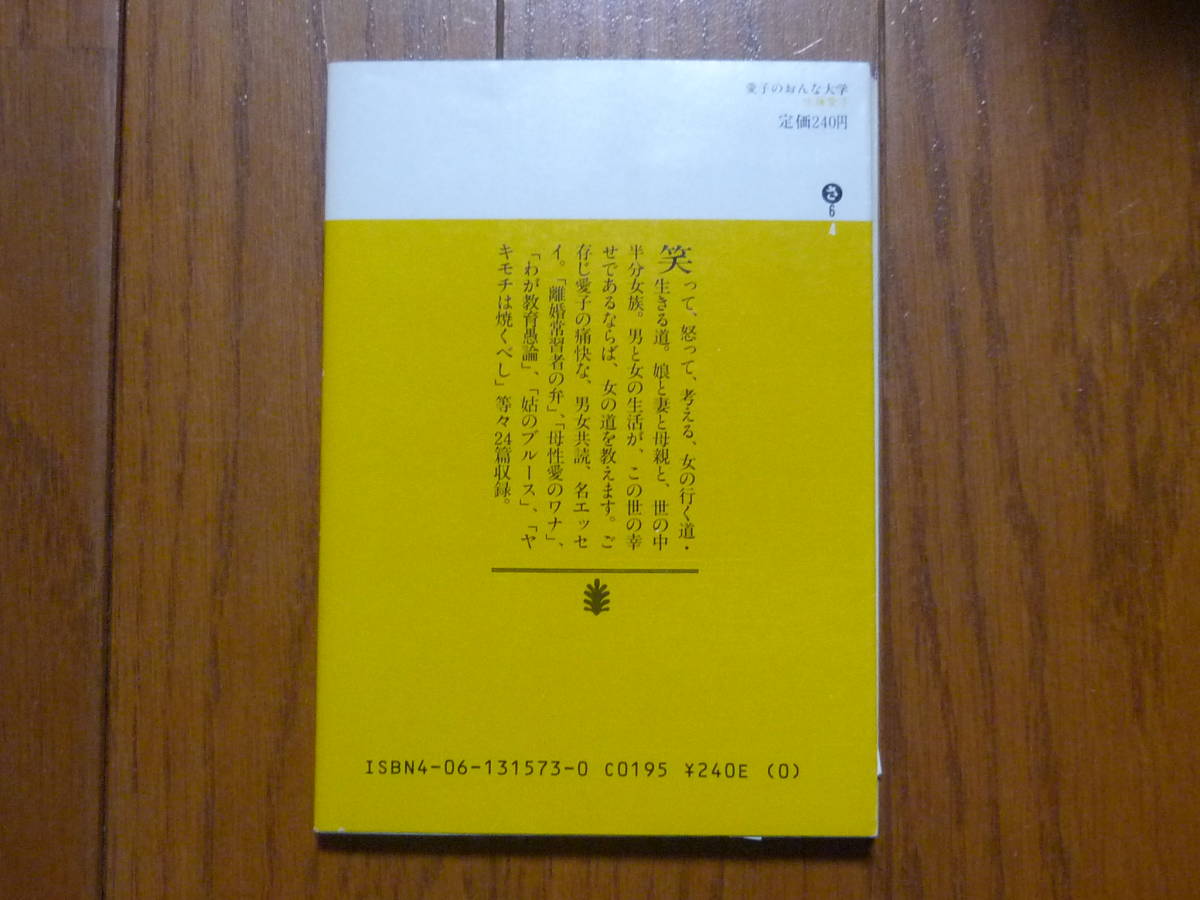 愛子のおんな大学
佐藤愛子
定価240円
さ
6
4
笑って、怒って、考える、女の行く道・
生きる道。娘と妻と母親と、世の中
半分女族。男と女の生活が、この世の幸
せであるならば、女の道を教えます。ご
存じ愛子の痛快な、男女共読、名エッセ
イ。「離婚常習者の弁」、「母性愛のワナ」、
「わが教育愚論」、「姑のブルース」、「ヤ
キモチは焼くべし」等々24篇収録。
ISBN4-06-131573-0 C0195 ¥240E (0)